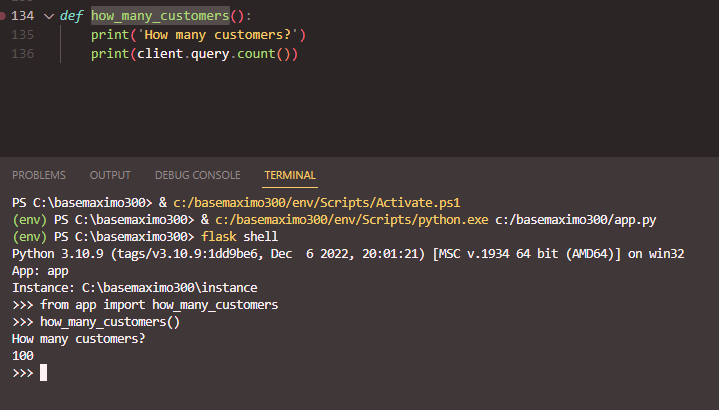 134 def how_many_customers():
135 print('How many customers?')
136 print(client.query.count())
PROBLEMS OUTPUT DEBUG CONSOLE TERMINAL
PS C:\basemaximo300> & c:/basemaximo300/env/Scripts/Activate.ps1
(env) PS C:\basemaximo300> & c:/basemaximo300/env/Scripts/python.exe c:/basemaximo300/app.py
(env) PS C:\basemaximo300> flask shell
Python 3.10.9 (tags/v3.10.9:1dd9be6, Dec  6 2022, 20:01:21) [MSC v.1934 64 bit (AMD64)] on win32
App: app
Instance: C:\basemaximo300\instance
>>> from app import how_many_customers
>>> how_many_customers()
How many customers?
100
>>>